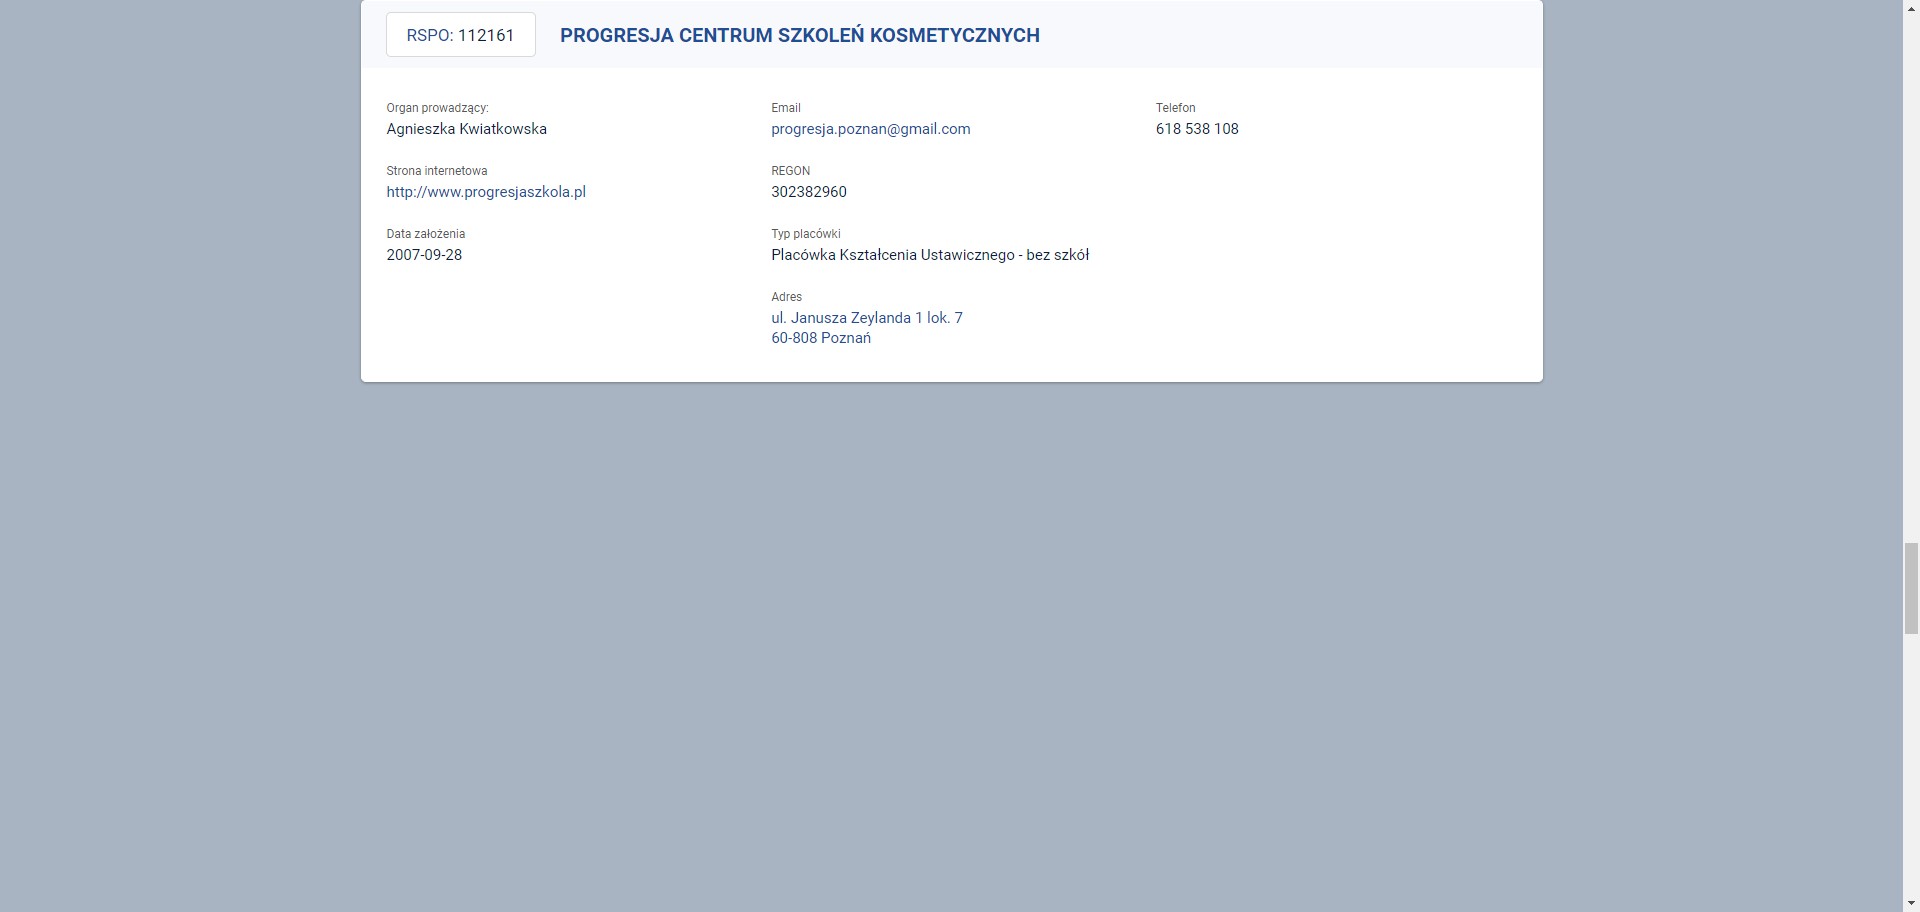 RSPO: 112161
PROGRESJA CENTRUM SZKOLEŃ KOSMETYCZNYCH
Organ prowadzący:
Agnieszka Kwiatkowska
Email
progresja.poznan@gmail.com
Telefon
618 538 108
Strona internetowa
http://www.progresjaszkola.pl
REGON
302382960
Data założenia
2007-09-28
Typ placówki
Placówka Kształcenia Ustawicznego - bez szkół
Adres
ul. Janusza Zeylanda 1 lok. 7
60-808 Poznań